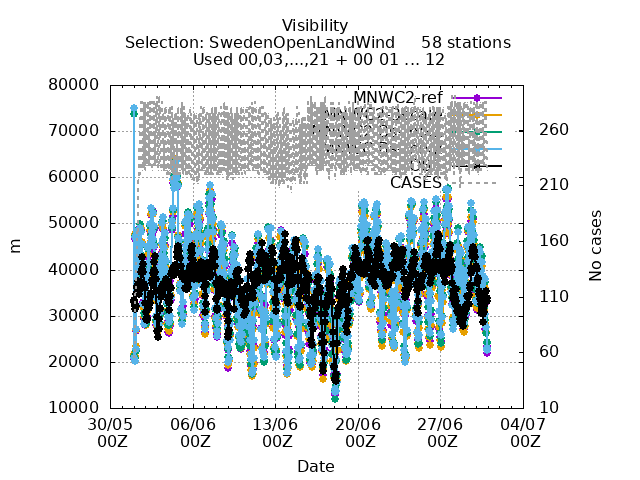 Visibility
Selection: SwedenOpenLandWind 58 stations
Used 00,03,...,21 + 00 01 ... 12
80000
70000
60000
50000
40000
30000
20000
10000
m
MNWC2-ref
CASES
260
210
160
110
60
10
No cases
30/05 06/06 13/06 20/06 27/06 04/07
00Z 00Z 00Z 00Z 00Z 00Z
Date